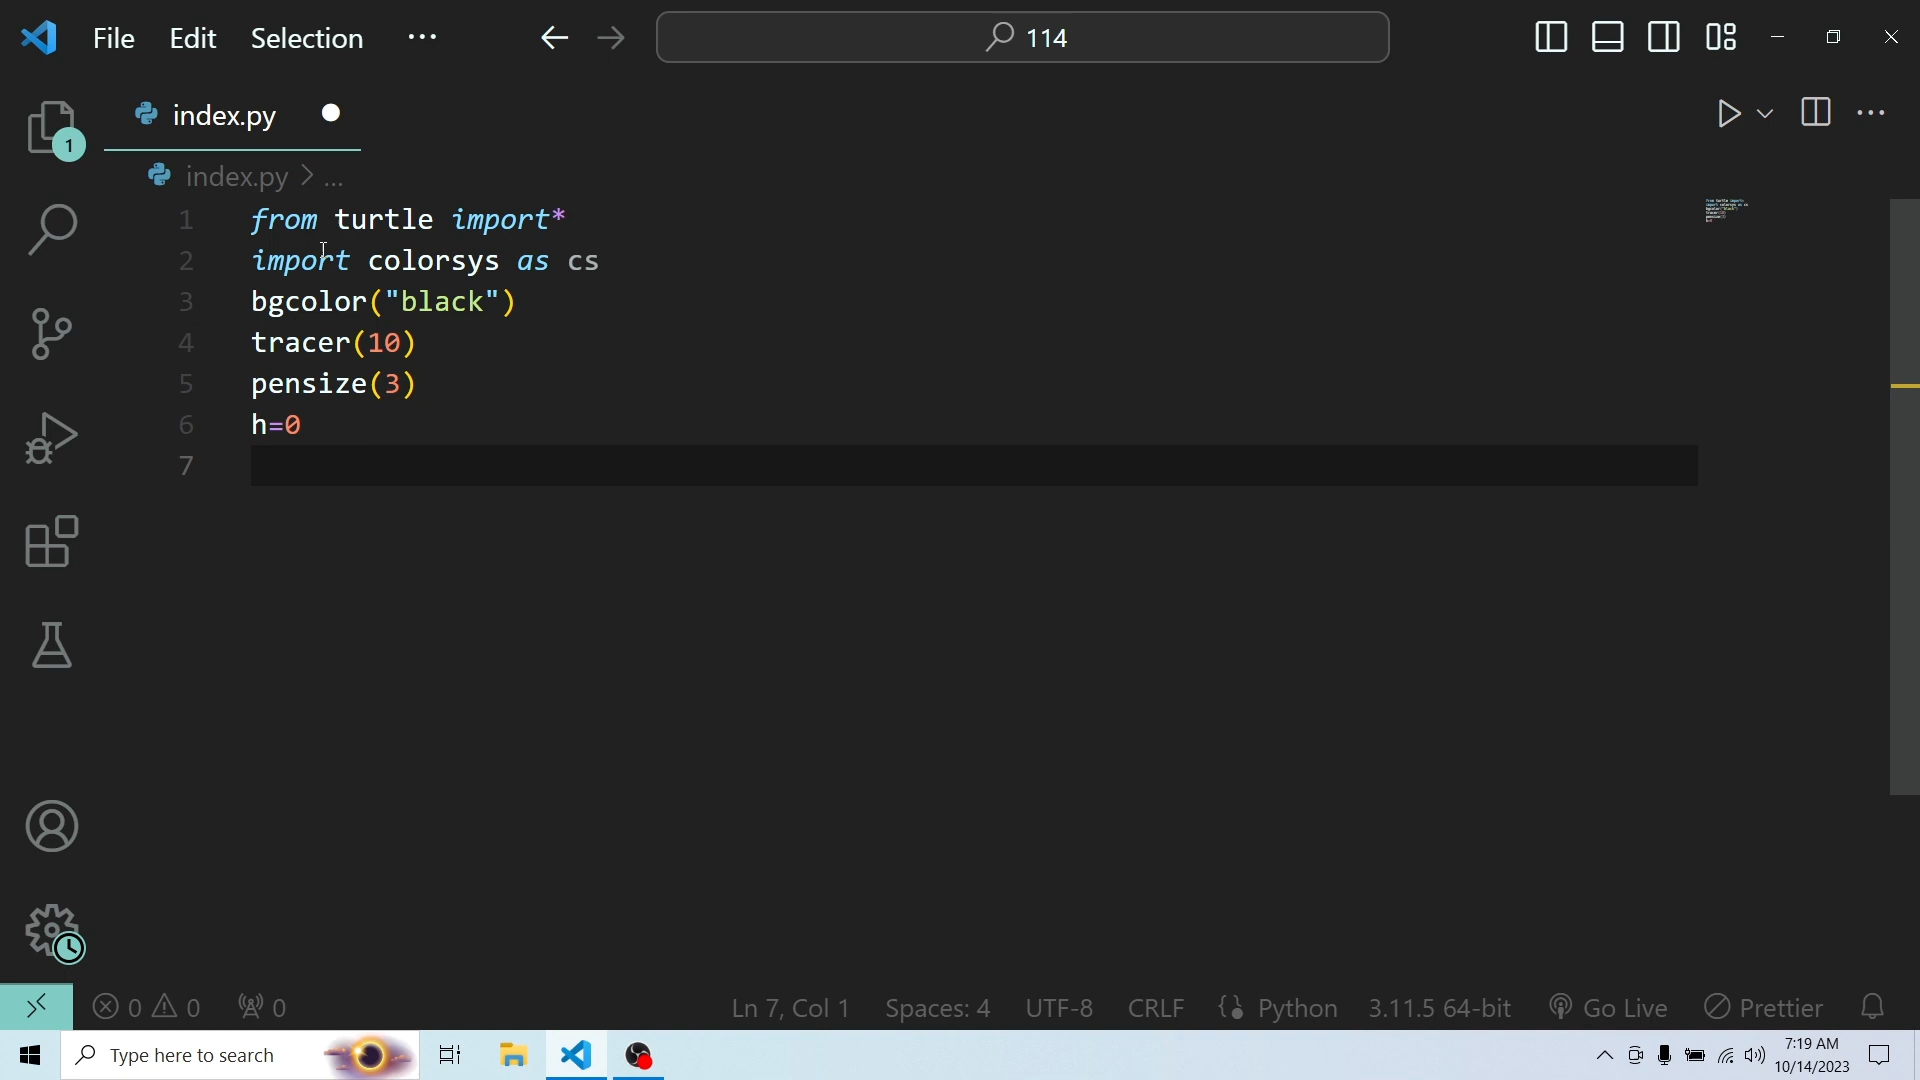 File Edit Selection ··· 114
index.py
1
index.py > ...
1 from turtle import*
2 import colorsys as cs
3 bgcolor("black")
4 tracer(10)
5 pensize(3)
6 h=0
7
0 0 0 Ln 7, Col 1 Spaces: 4 UTF-8 CRLF Python 3.11.5 64-bit Go Live Prettier
Type here to search
7:19 AM
10/14/2023